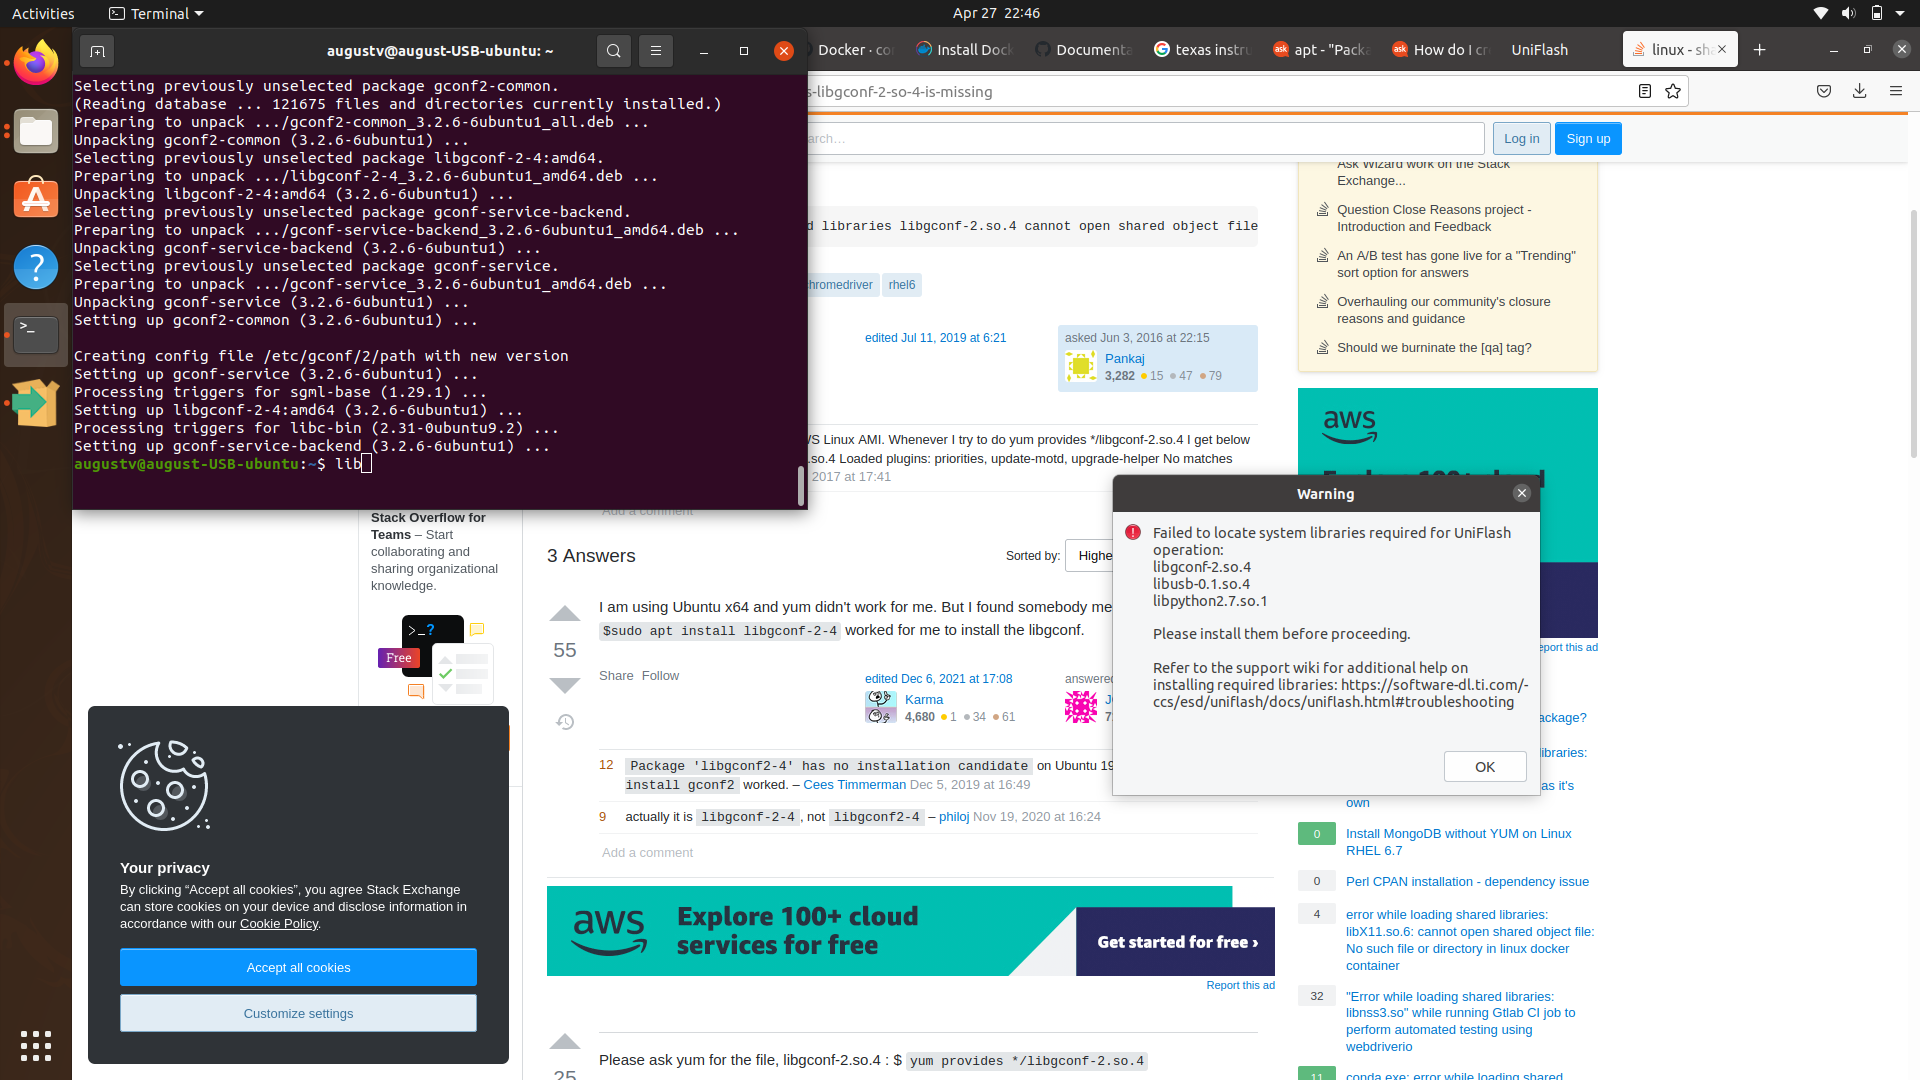 Activities
Terminal
Apr 27 22:46
augustv@august-USB-ubuntu: ~
Selecting previously unselected package gconf2-common.
(Reading database ... 121675 files and directories currently installed.)
Preparing to unpack .../gconf2-common_3.2.6-6ubuntu1_all.deb ...
Unpacking gconf2-common (3.2.6-6ubuntu1) ...
Selecting previously unselected package libgconf-2-4:amd64.
Preparing to unpack .../libgconf-2-4_3.2.6-6ubuntu1_amd64.deb ...
Unpacking libgconf-2-4:amd64 (3.2.6-6ubuntu1) ...
Selecting previously unselected package gconf-service-backend.
Preparing to unpack .../gconf-service-backend_3.2.6-6ubuntu1_amd64.deb ...
Unpacking gconf-service-backend (3.2.6-6ubuntu1) ...
Selecting previously unselected package gconf-service.
Preparing to unpack .../gconf-service_3.2.6-6ubuntu1_amd64.deb ...
Unpacking gconf-service (3.2.6-6ubuntu1) ...
Setting up gconf2-common (3.2.6-6ubuntu1) ...
Creating config file /etc/gconf/2/path with new version
Setting up gconf-service (3.2.6-6ubuntu1) ...
Processing triggers for sgml-base (1.29.1) ...
Setting up libgconf-2-4:amd64 (3.2.6-6ubuntu1) ...
Processing triggers for libc-bin (2.31-0ubuntu9.2) ...
Setting up gconf-service-backend (3.2.6-6ubuntu1) ...
augustv@august-USB-ubuntu:~$ lib
Docker · co
Install Dock
Documenta
texas instru
apt - "Packa
How do I cr
UniFlash
linux - sha
s-libgconf-2-so-4-is-missing
arch…
Log in
Sign up
d libraries libgconf-2.so.4 cannot open shared object file
hromedriver
rhel6
edited Jul 11, 2019 at 6:21
asked Jun 3, 2016 at 22:15
Pankaj
3,282 15 47 79
WS Linux AMI. Whenever I try to do yum provides */libgconf-2.so.4 I get below
.so.4 Loaded plugins: priorities, update-motd, upgrade-helper No matches
2017 at 17:41
Add a comment
Ask Wizard work on the Stack
Exchange...
Question Close Reasons project -
Introduction and Feedback
An A/B test has gone live for a "Trending"
sort option for answers
Overhauling our community's closure
reasons and guidance
Should we burninate the [qa] tag?
aws
Stack Overflow for
Teams – Start
collaborating and
sharing organizational
knowledge.
>_?
Free
3 Answers
Sorted by:
Highe
I am using Ubuntu x64 and yum didn't work for me. But I found somebody me
$sudo apt install libgconf-2-4 worked for me to install the libgconf.
55
Share Follow
edited Dec 6, 2021 at 17:08
Karma
4,680 1 34 61
answered
12
Package 'libgconf2-4' has no installation candidate on Ubuntu 19
install gconf2 worked. – Cees Timmerman Dec 5, 2019 at 16:49
9
actually it is libgconf-2-4, not libgconf2-4 – philoj Nov 19, 2020 at 16:24
Add a comment
aws
Explore 100+ cloud
services for free
Get started for free ›
Report this ad
Please ask yum for the file, libgconf-2.so.4 : $ yum provides */libgconf-2.so.4
25
Warning
Failed to locate system libraries required for UniFlash
operation:
libgconf-2.so.4
libusb-0.1.so.4
libpython2.7.so.1
Please install them before proceeding.
Refer to the support wiki for additional help on
installing required libraries: https://software-dl.ti.com/-
ccs/esd/uniflash/docs/uniflash.html#troubleshooting
OK
eport this ad
ackage?
libraries:
as it's
own
0
Install MongoDB without YUM on Linux
RHEL 6.7
0
Perl CPAN installation - dependency issue
4
error while loading shared libraries:
libX11.so.6: cannot open shared object file:
No such file or directory in linux docker
container
32
"Error while loading shared libraries:
libnss3.so" while running Gtlab CI job to
perform automated testing using
webdriverio
11
conda exe: error while loading shared
Your privacy
By clicking “Accept all cookies”, you agree Stack Exchange
can store cookies on your device and disclose information in
accordance with our Cookie Policy.
Accept all cookies
Customize settings